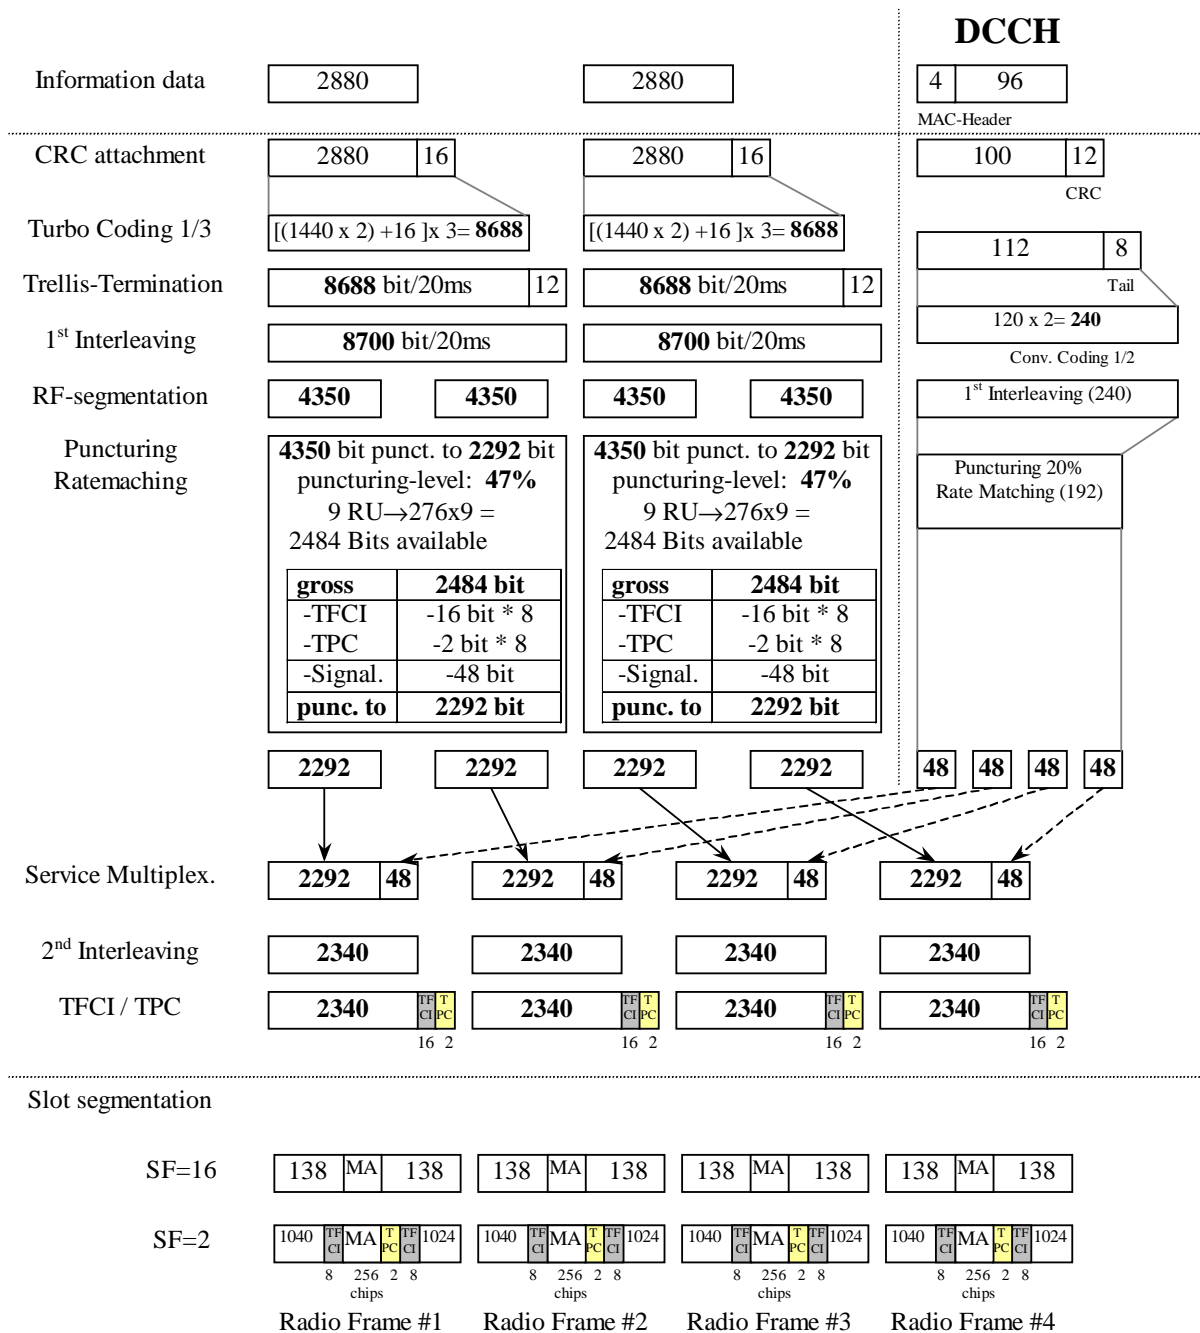 DCCH
Information data 2880 2880 4 96
MAC-Header
CRC attachment 2880 16 2880 16 100 12
CRC
Turbo Coding 1/3 [(1440 x 2) +16 ]x 3= 8688 [(1440 x 2) +16 ]x 3= 8688
112 8
Trellis-Termination 8688 bit/20ms 12 8688 bit/20ms 12
Tail
120 x 2= 240
1st Interleaving 8700 bit/20ms 8700 bit/20ms
Conv. Coding 1/2
RF-segmentation 4350 4350 4350 4350 1st Interleaving (240)
Puncturing
Ratemaching
4350 bit punct. to 2292 bit
puncturing-level: 47%
9 RU→276x9 =
2484 Bits available
gross 2484 bit
-TFCI -16 bit * 8
-TPC -2 bit * 8
-Signal. -48 bit
punc. to 2292 bit
4350 bit punct. to 2292 bit
puncturing-level: 47%
9 RU→276x9 =
2484 Bits available
gross 2484 bit
-TFCI -16 bit * 8
-TPC -2 bit * 8
-Signal. -48 bit
punc. to 2292 bit
Puncturing 20%
Rate Matching (192)
2292 2292 2292 2292 48 48 48 48
Service Multiplex. 2292 48 2292 48 2292 48 2292 48
2nd Interleaving 2340 2340 2340 2340
TFCI / TPC 2340 TF CI T PC 2340 TF CI T PC 2340 TF CI T PC 2340 TF CI T PC
16 2 16 2 16 2 16 2
Slot segmentation
SF=16 138 MA 138 138 MA 138 138 MA 138 138 MA 138
SF=2 1040 TF CI MA T PC TF CI 1024 1040 TF CI MA T PC TF CI 1024 1040 TF CI MA T PC TF CI 1024 1040 TF CI MA T PC TF CI 1024
8 256 2 8 8 256 2 8 8 256 2 8 8 256 2 8
chips chips chips chips
Radio Frame #1 Radio Frame #2 Radio Frame #3 Radio Frame #4